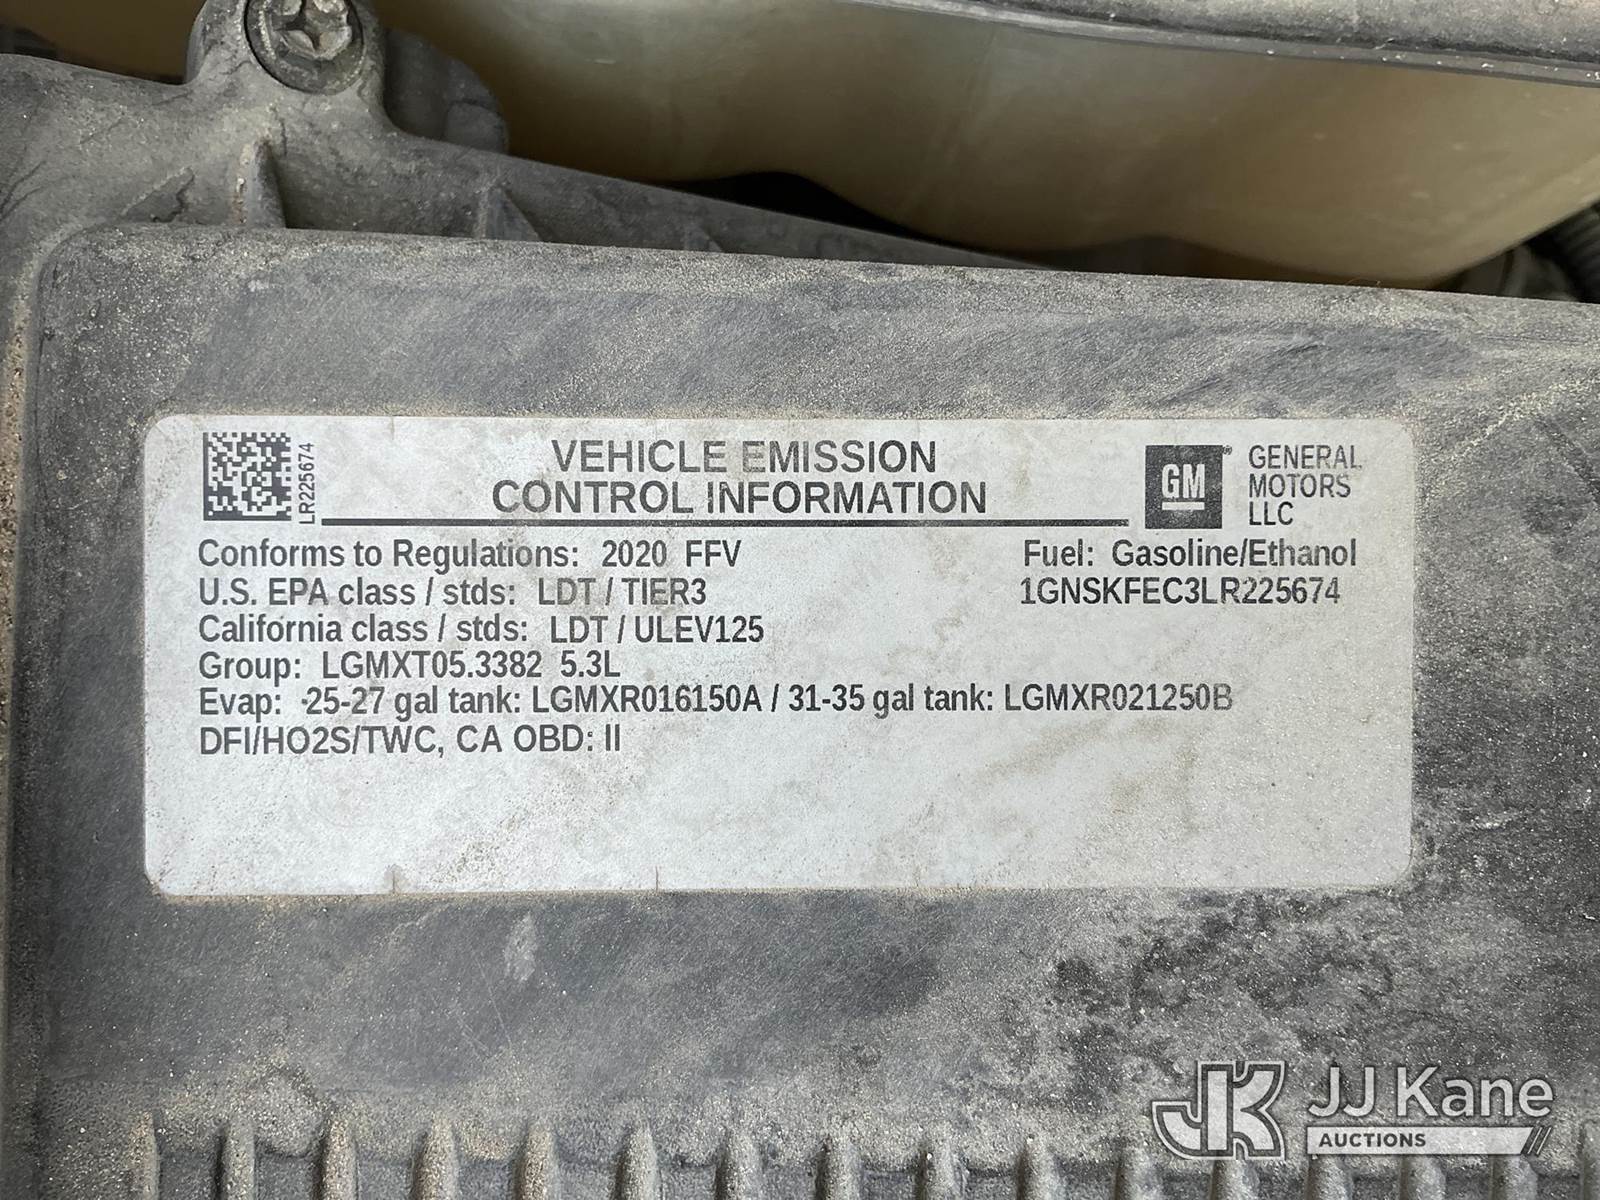 LR225674
VEHICLE EMISSION
CONTROL INFORMATION
GM
GENERAL
MOTORS
LLC
Conforms to Regulations: 2020 FFV
Fuel: Gasoline/Ethanol
U.S. EPA class / stds: LDT / TIER3
1GNSKFEC3LR225674
California class / stds: LDT / ULEV125
Group: LGMXT05.3382 5.3L
Evap: 25-27 gal tank: LGMXR016150A / 31-35 gal tank: LGMXR021250B
DFI/HO2S/TWC, CA OBD: II
JK JJ Kane
AUCTIONS